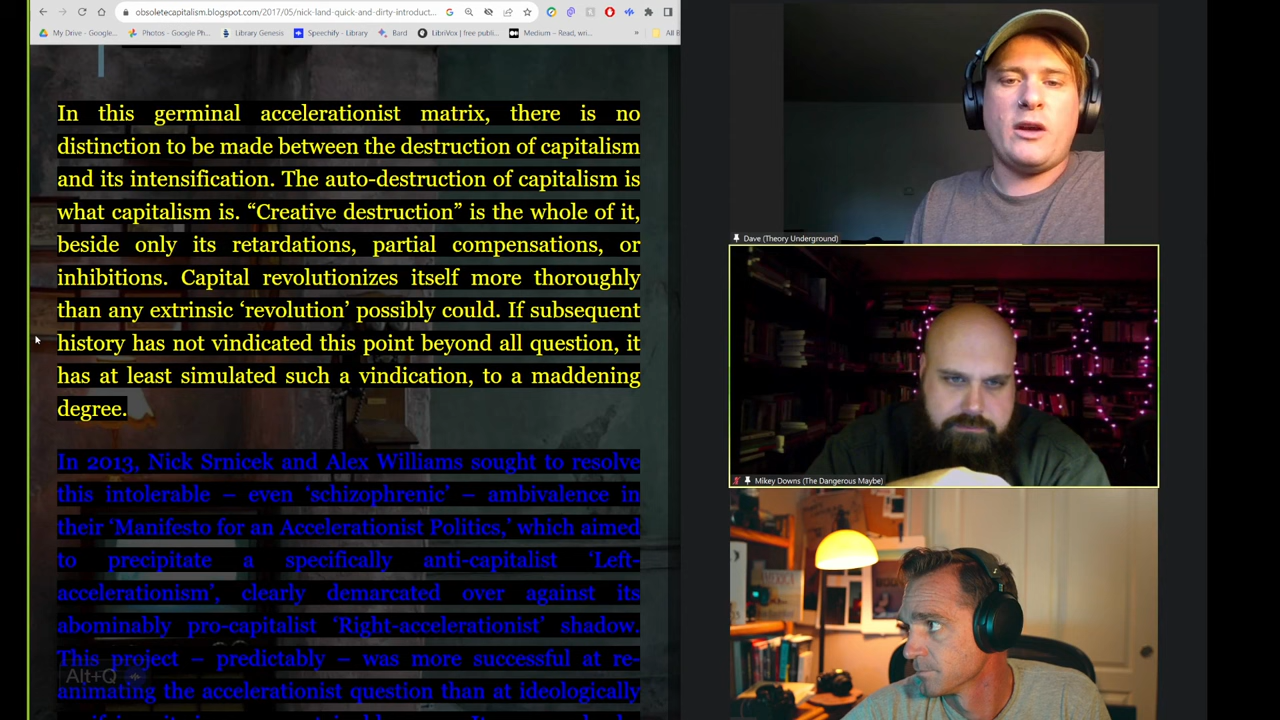 obsoletecapitalism.blogspot.com/2017/05/nick-land-quick-and-dirty-introduct...
My Drive - Google...
Photos - Google Ph...
Library Genesis
Speechify - Library
Bard
LibriVox | free publi...
Medium – Read, wri...
»
All B
In this germinal accelerationist matrix, there is no
distinction to be made between the destruction of capitalism
and its intensification. The auto-destruction of capitalism is
what capitalism is. “Creative destruction” is the whole of it,
beside only its retardations, partial compensations, or
inhibitions. Capital revolutionizes itself more thoroughly
than any extrinsic ‘revolution’ possibly could. If subsequent
history has not vindicated this point beyond all question, it
has at least simulated such a vindication, to a maddening
degree.
In 2013, Nick Srnicek and Alex Williams sought to resolve
this intolerable – even ‘schizophrenic’ – ambivalence in
their ‘Manifesto for an Accelerationist Politics,’ which aimed
to precipitate a specifically anti-capitalist ‘Left-
accelerationism’, clearly demarcated over against its
abominably pro-capitalist ‘Right-accelerationist’ shadow.
This project – predictably – was more successful at re-
Alt+Q
animating the accelerationist question than at ideologically
Dave (Theory Underground)
Mikey Downs (The Dangerous Maybe)